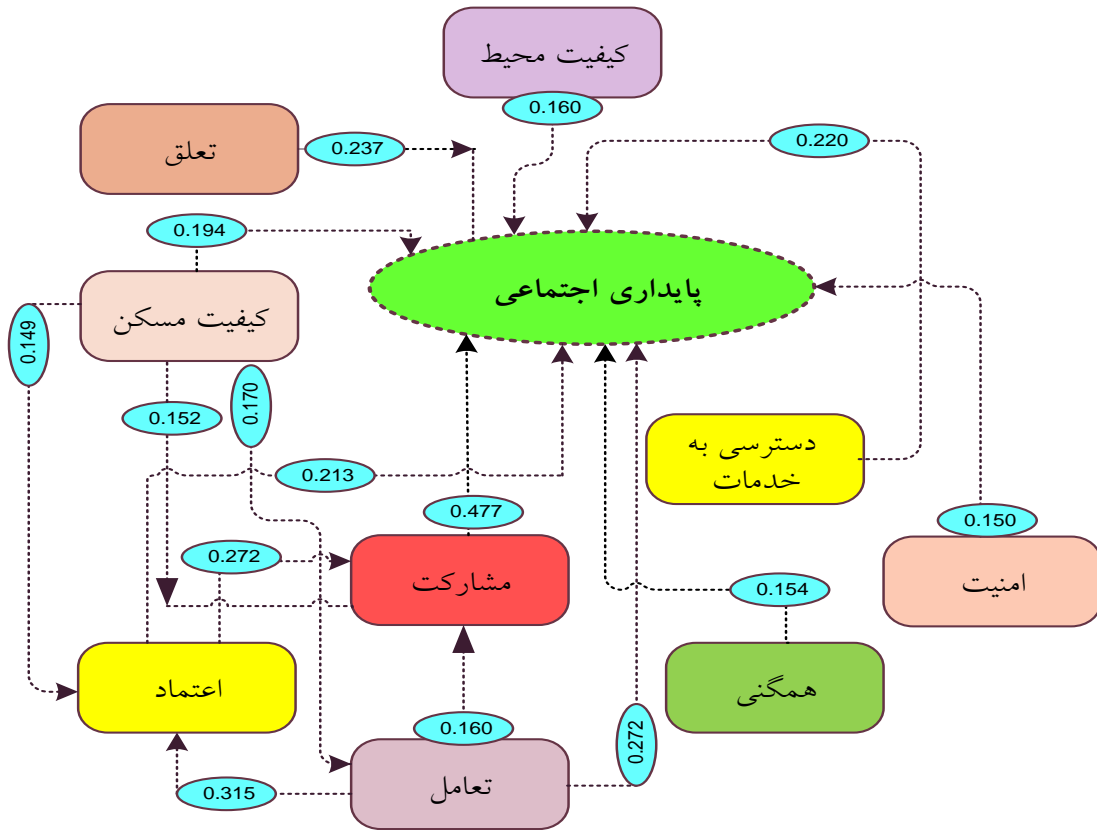 کیفیت محیط
0.160
تعلق
0.237
0.220
0.194
پایداری اجتماعی
کیفیت مسکن
0.149
0.170
0.152
دسترسی به
خدمات
0.213
0.477
0.150
0.272
مشارکت
امنیت
0.154
اعتماد
همگنی
0.160
0.272
تعامل
0.315